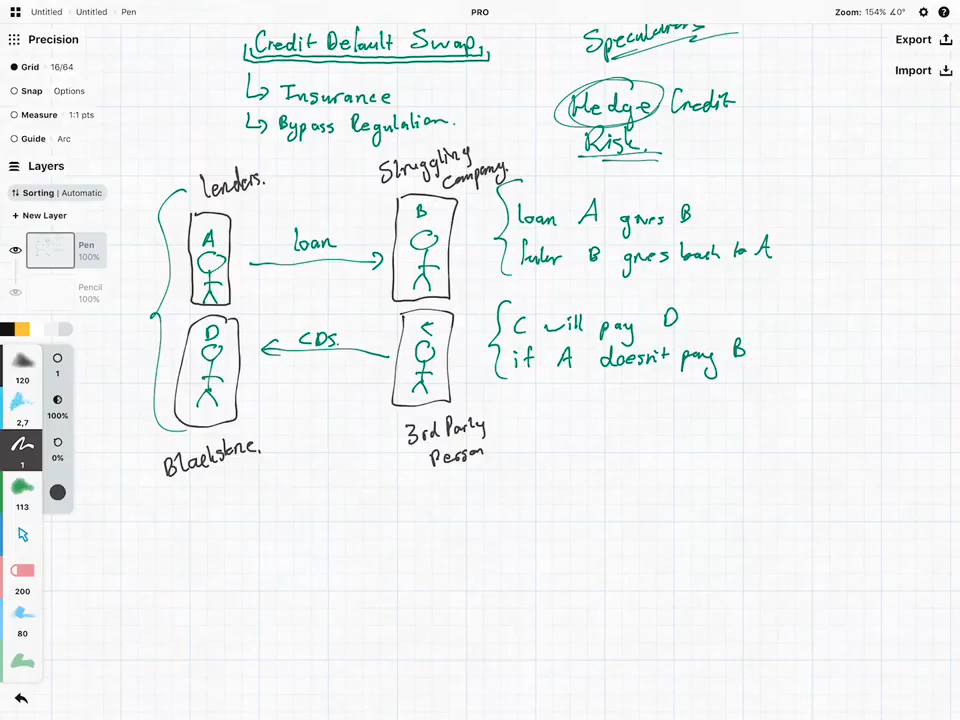 Untitled Untitled Pen
PRO
Zoom: 154% ∠0°
Precision
Grid 16/64
Snap Options
Measure 1:1 pts
Guide Arc
Layers
Sorting | Automatic
+ New Layer
Pen
100%
Pencil
100%
120
2,7
1
113
200
80
1
100%
0%
Export
Import
Credit Default Swap
↳ Insurance
↳ Bypass Regulation.
Speculators
Hedge Credit
Risk.
Lenders.
Struggling
Company.
A
loan
B
loan A gives B
B gives back to A
D
CDs.
C
C will pay D
if A doesn't pay B
Blackstone.
3rd Party
Person